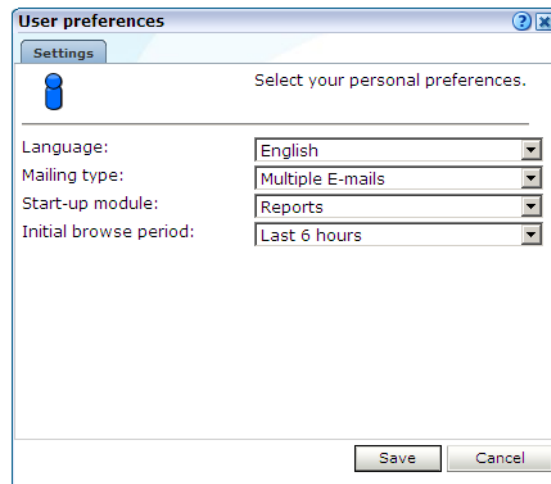 User preferences
Settings
Select your personal preferences.
Language: English
Mailing type: Multiple E-mails
Start-up module: Reports
Initial browse period: Last 6 hours
Save Cancel